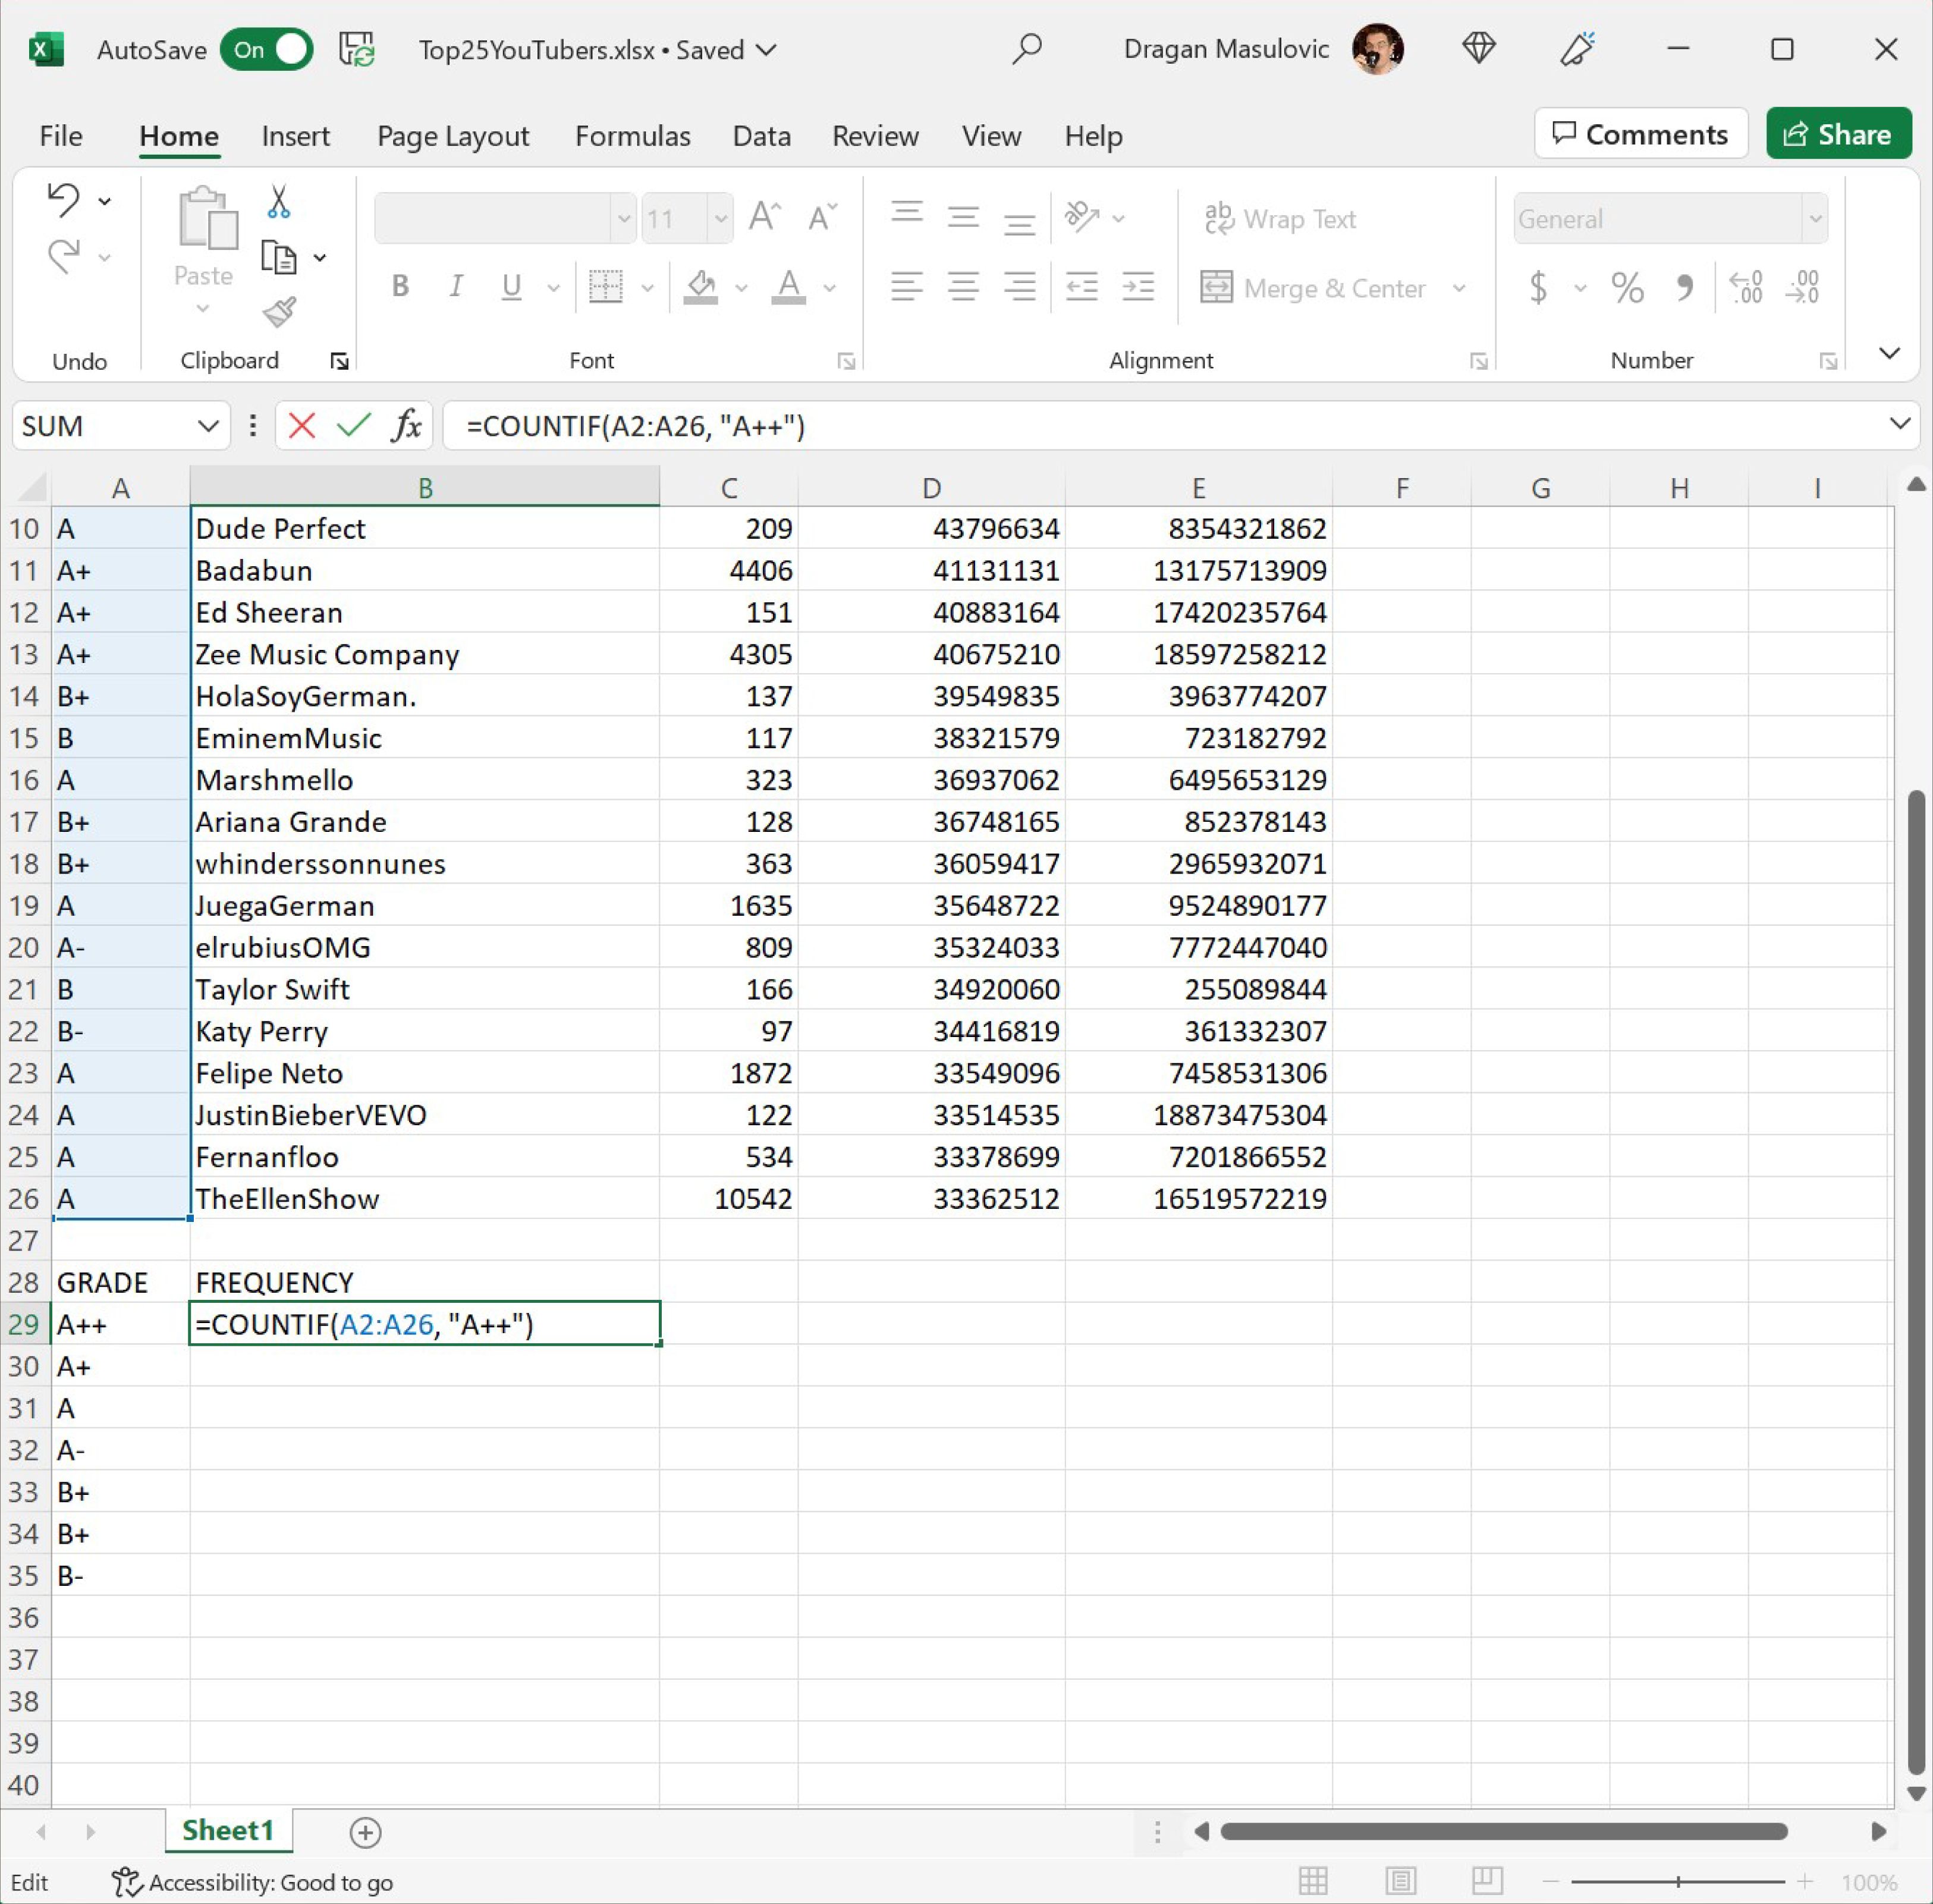 AutoSave On Top25YouTubers.xlsx • Saved Dragan Masulovic
File Home Insert Page Layout Formulas Data Review View Help Comments Share
11 A A ab Wrap Text General
Paste B I U A Merge & Center $ % 9 .00 .00
Undo Clipboard Font Alignment Number
SUM fx =COUNTIF(A2:A26, "A++")
A B C D E F G H I
10 A Dude Perfect 209 43796634 8354321862
11 A+ Badabun 4406 41131131 13175713909
12 A+ Ed Sheeran 151 40883164 17420235764
13 A+ Zee Music Company 4305 40675210 18597258212
14 B+ HolaSoyGerman. 137 39549835 3963774207
15 B EminemMusic 117 38321579 723182792
16 A Marshmello 323 36937062 6495653129
17 B+ Ariana Grande 128 36748165 852378143
18 B+ whinderssonnunes 363 36059417 2965932071
19 A JuegaGerman 1635 35648722 9524890177
20 A- elrubiusOMG 809 35324033 7772447040
21 B Taylor Swift 166 34920060 255089844
22 B- Katy Perry 97 34416819 361332307
23 A Felipe Neto 1872 33549096 7458531306
24 A JustinBieberVEVO 122 33514535 18873475304
25 A Fernanfloo 534 33378699 7201866552
26 A TheEllenShow 10542 33362512 16519572219
27
28 GRADE FREQUENCY
29 A++ =COUNTIF(A2:A26, "A++")
30 A+
31 A
32 A-
33 B+
34 B+
35 B-
36
37
38
39
40
Sheet1
Edit Accessibility: Good to go 100%